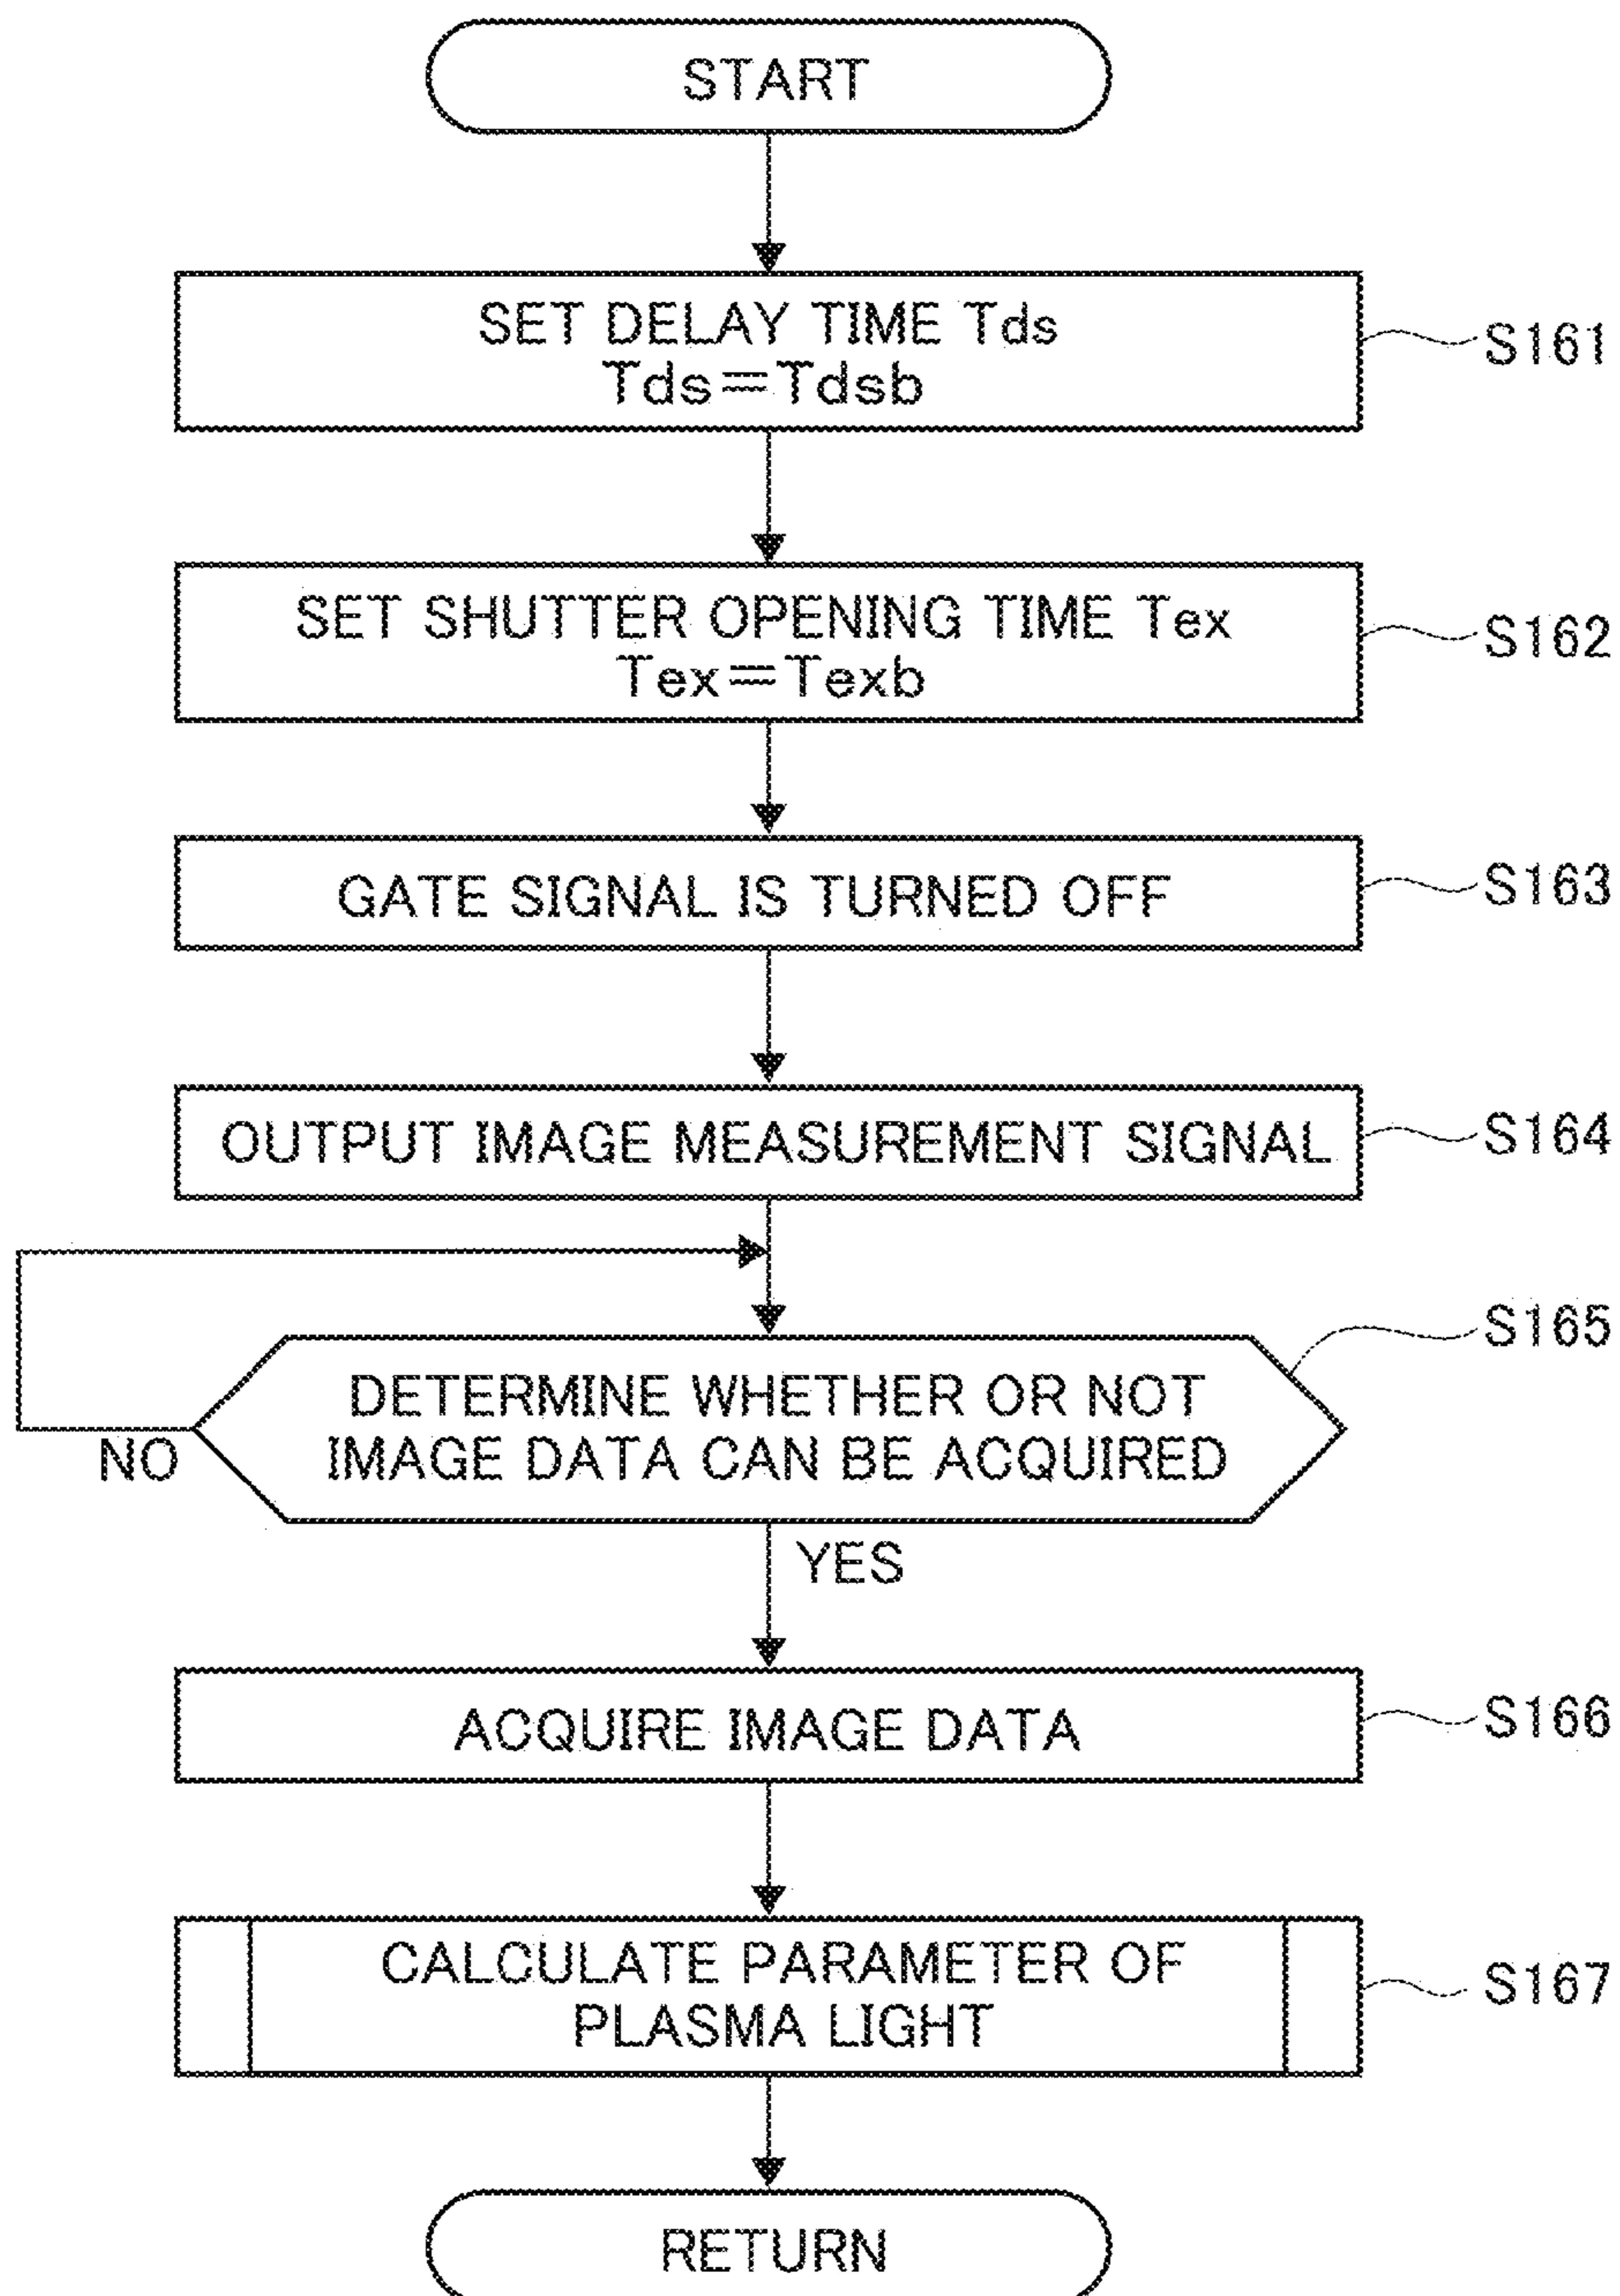 START
SET DELAY TIME Tds
Tds=Tdsb
S161
SET SHUTTER OPENING TIME Tex
Tex=Texb
S162
GATE SIGNAL IS TURNED OFF
S163
OUTPUT IMAGE MEASUREMENT SIGNAL
S164
DETERMINE WHETHER OR NOT
IMAGE DATA CAN BE ACQUIRED
S165
NO
YES
ACQUIRE IMAGE DATA
S166
CALCULATE PARAMETER OF
PLASMA LIGHT
S167
RETURN